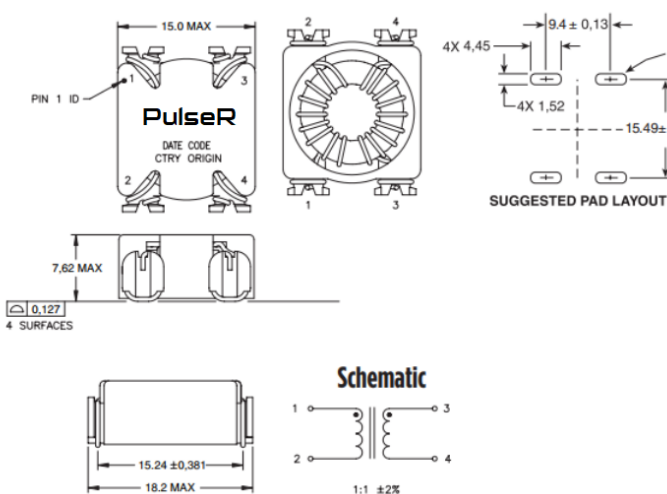 15.0 MAX
PIN 1 ID
1
3
PulseR
DATE CODE
CTRY ORIGIN
2
4
2
4
1
3
9.4 ± 0,13
4X 4,45
4X 1,52
15.49±
SUGGESTED PAD LAYOUT
7,62 MAX
0,127
4 SURFACES
15.24 ±0,381
18.2 MAX
Schematic
1
3
2
4
1:1 ±2%